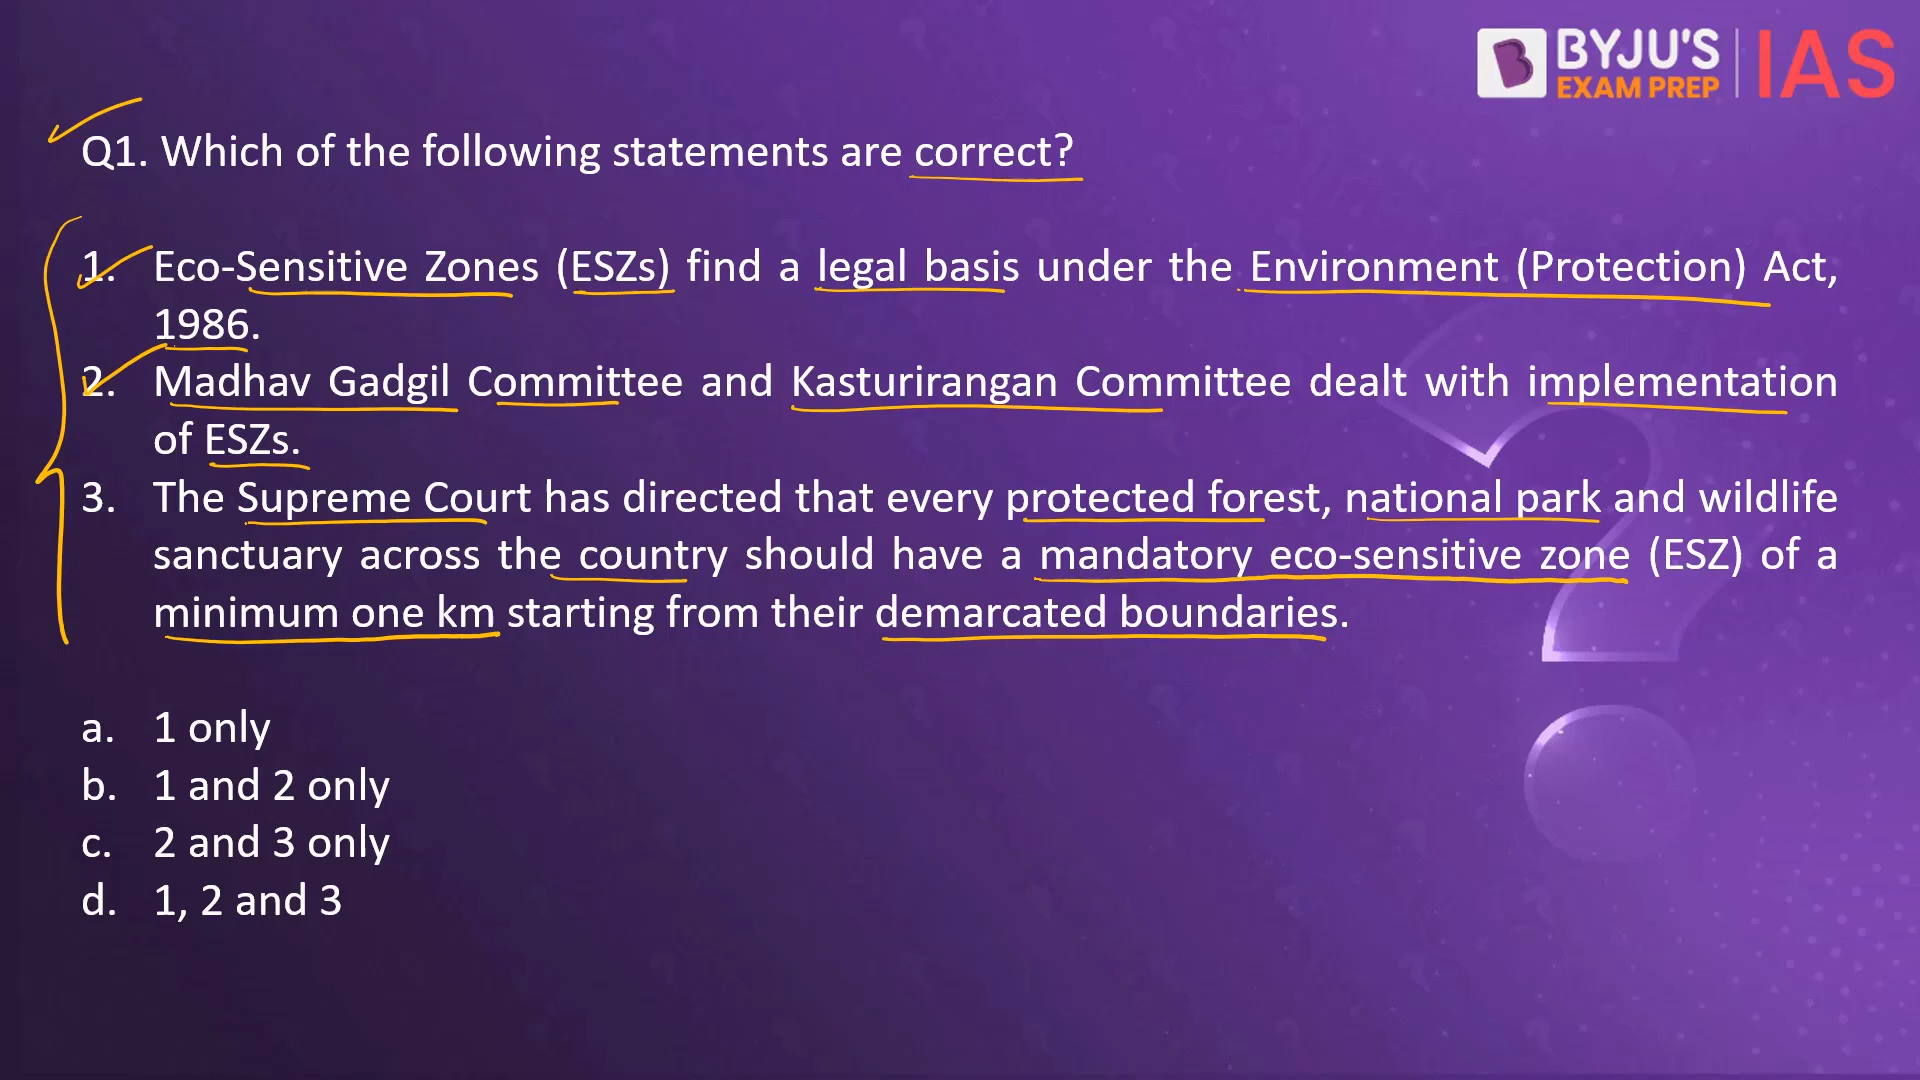 BYJU'S IAS
EXAM PREP
Q1. Which of the following statements are correct?
1. Eco-Sensitive Zones (ESZs) find a legal basis under the Environment (Protection) Act,
1986.
2. Madhav Gadgil Committee and Kasturirangan Committee dealt with implementation
of ESZs.
3. The Supreme Court has directed that every protected forest, national park and wildlife
sanctuary across the country should have a mandatory eco-sensitive zone (ESZ) of a
minimum one km starting from their demarcated boundaries.
a. 1 only
b. 1 and 2 only
c. 2 and 3 only
d. 1, 2 and 3